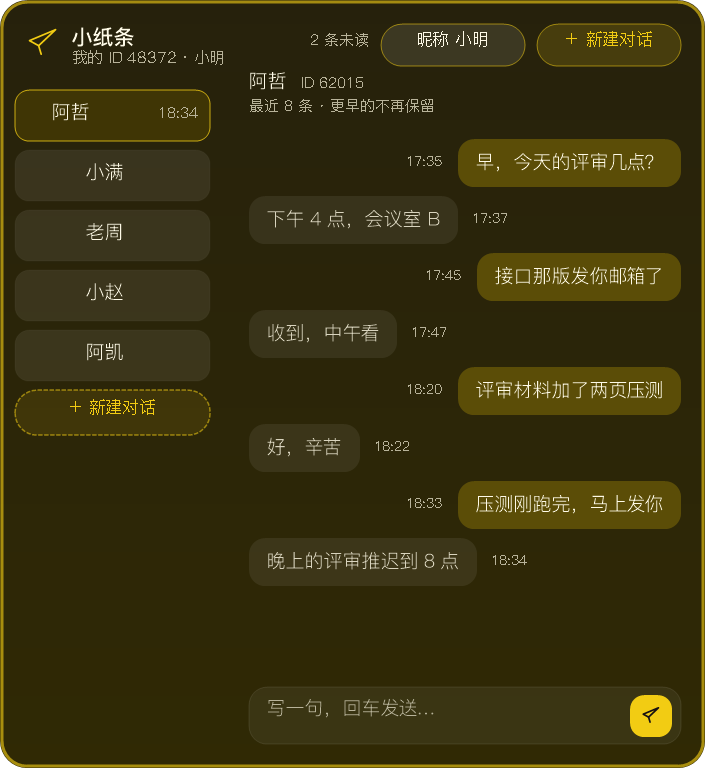 小纸条
我的 ID 48372 · 小明
2 条未读
昵称 小明
＋ 新建对话
阿哲 18:34
小满
老周
小赵
阿凯
＋ 新建对话
阿哲 ID 62015
最近 8 条 · 更早的不再保留
17:35 早，今天的评审几点？
下午 4 点，会议室 B 17:37
17:45 接口那版发你邮箱了
收到，中午看 17:47
18:20 评审材料加了两页压测
好，辛苦 18:22
18:33 压测刚跑完，马上发你
晚上的评审推迟到 8 点 18:34
写一句，回车发送…